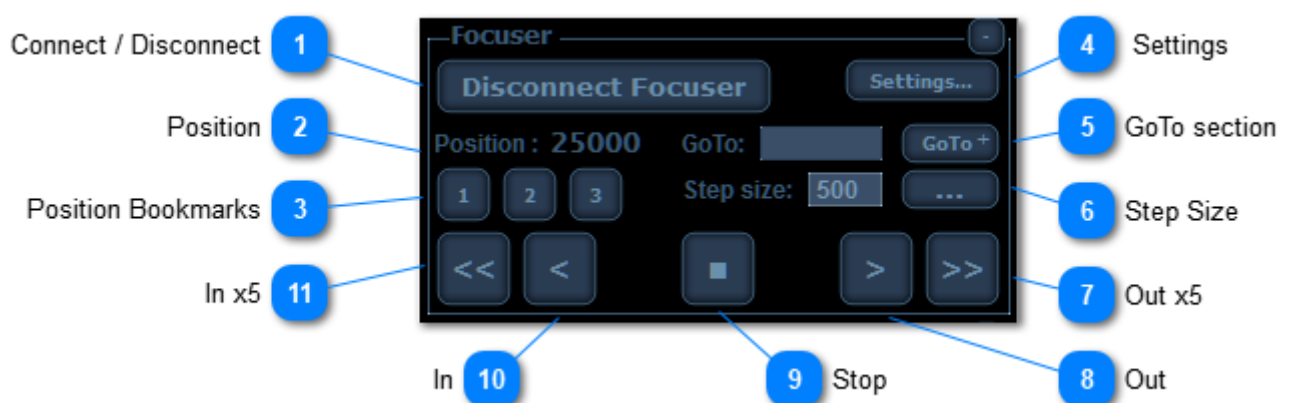 Connect / Disconnect 1
Position 2
Position Bookmarks 3
In x5 11
In 10
Focuser -
Disconnect Focuser Settings...
Position : 25000 GoTo: GoTo +
1 2 3 Step size: 500 ...
<< < ■ > >>
4 Settings
5 GoTo section
6 Step Size
7 Out x5
9 Stop
8 Out